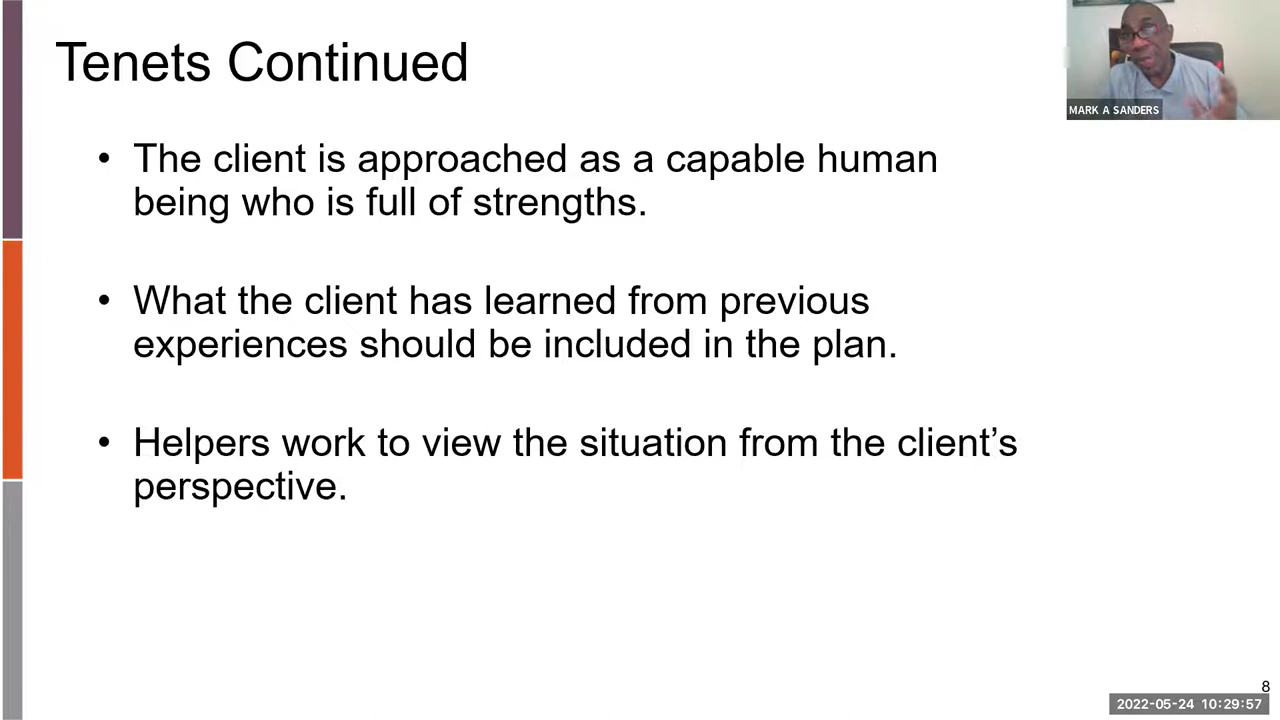 Tenets Continued
MARK A SANDERS
• The client is approached as a capable human
being who is full of strengths.
• What the client has learned from previous
experiences should be included in the plan.
• Helpers work to view the situation from the client’s
perspective.
8
2022-05-24 10:29:57